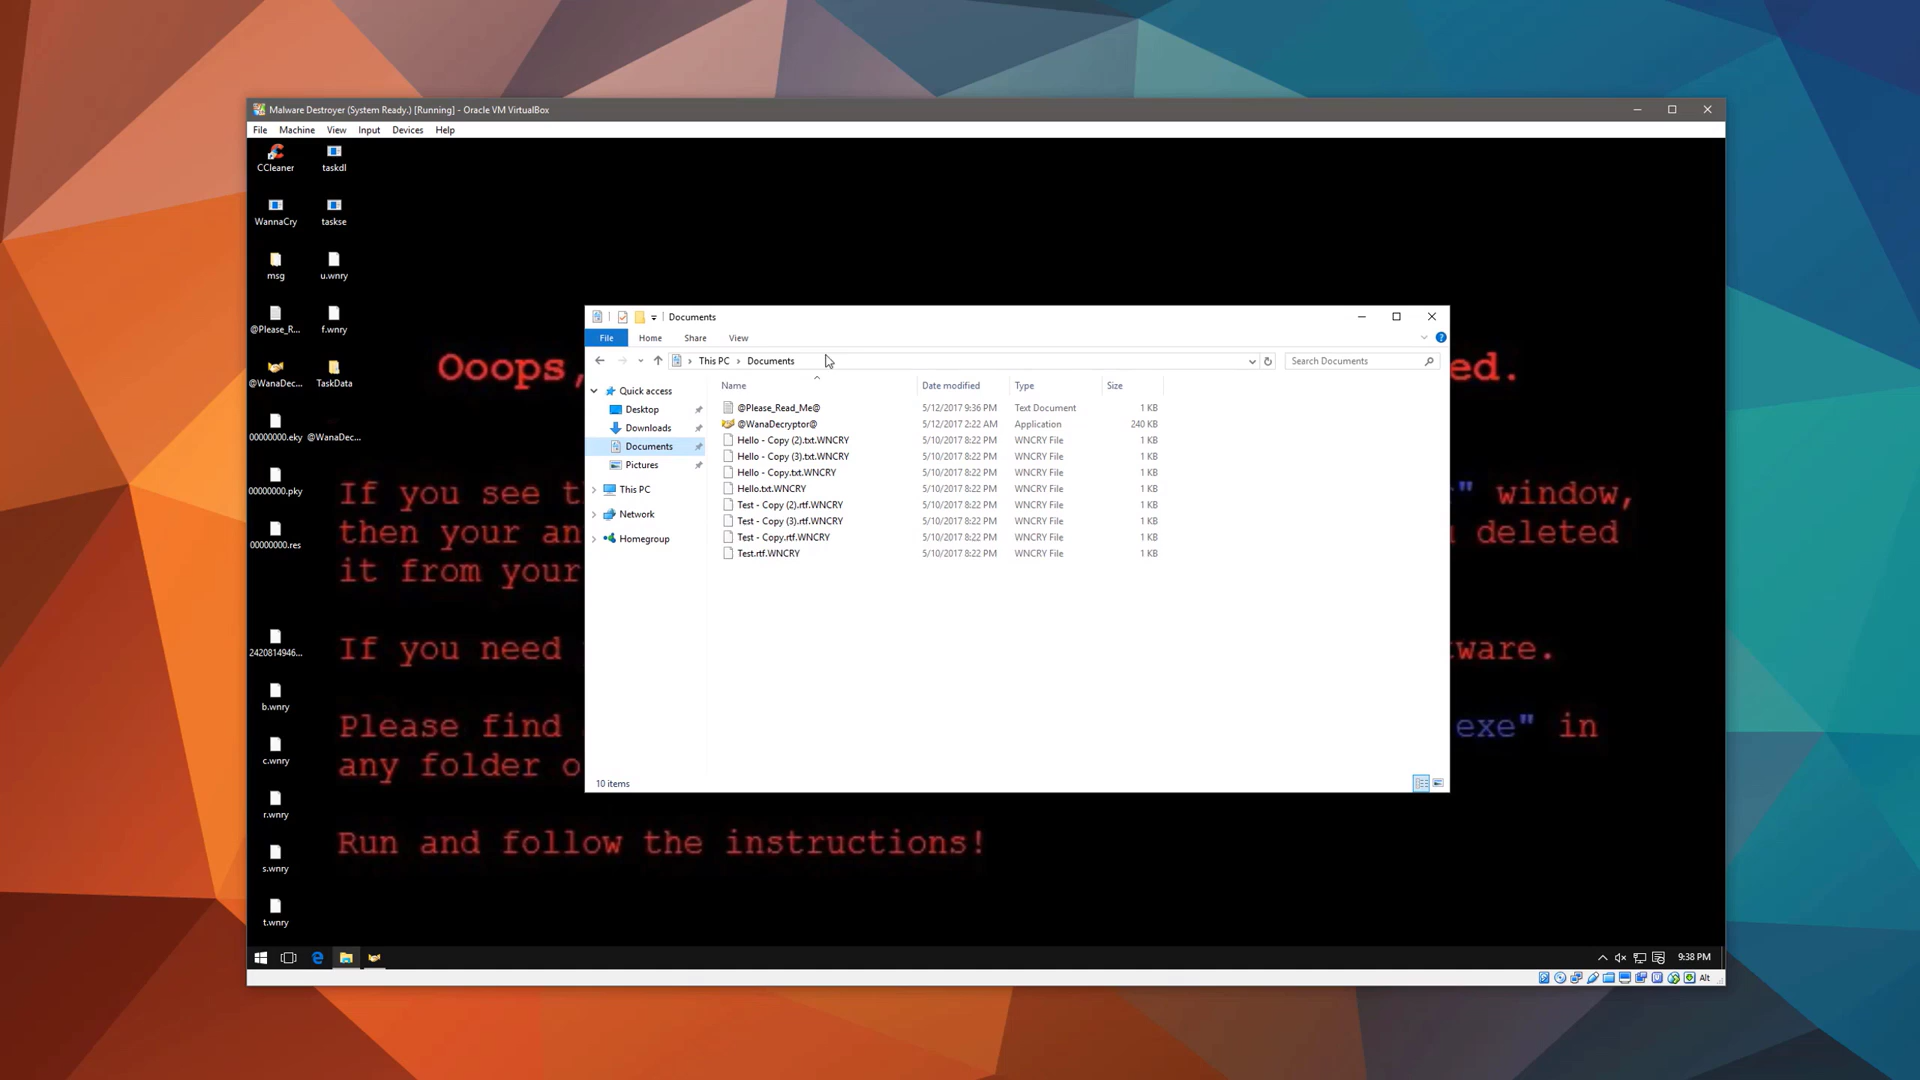 Malware Destroyer (System Ready.) [Running] - Oracle VM VirtualBox
File Machine View Input Devices Help
CCleaner
taskdl
WannaCry
taskse
msg
u.wnry
@Please_R...
f.wnry
@WanaDec...
TaskData
00000000.eky
@WanaDec...
00000000.pky
00000000.res
2420814946...
b.wnry
c.wnry
r.wnry
s.wnry
t.wnry
Ooops,
ed.
If you see t
" window,
then your an
deleted
it from your
If you need
tware.
Please find
exe" in
any folder o
Run and follow the instructions!
Documents
File Home Share View
This PC › Documents
Search Documents
Quick access
Desktop
Downloads
Documents
Pictures
This PC
Network
Homegroup
Name Date modified Type Size
@Please_Read_Me@ 5/12/2017 9:36 PM Text Document 1 KB
@WanaDecryptor@ 5/12/2017 2:22 AM Application 240 KB
Hello - Copy (2).txt.WNCRY 5/10/2017 8:22 PM WNCRY File 1 KB
Hello - Copy (3).txt.WNCRY 5/10/2017 8:22 PM WNCRY File 1 KB
Hello - Copy.txt.WNCRY 5/10/2017 8:22 PM WNCRY File 1 KB
Hello.txt.WNCRY 5/10/2017 8:22 PM WNCRY File 1 KB
Test - Copy (2).rtf.WNCRY 5/10/2017 8:22 PM WNCRY File 1 KB
Test - Copy (3).rtf.WNCRY 5/10/2017 8:22 PM WNCRY File 1 KB
Test - Copy.rtf.WNCRY 5/10/2017 8:22 PM WNCRY File 1 KB
Test.rtf.WNCRY 5/10/2017 8:22 PM WNCRY File 1 KB
10 items
9:38 PM
Alt